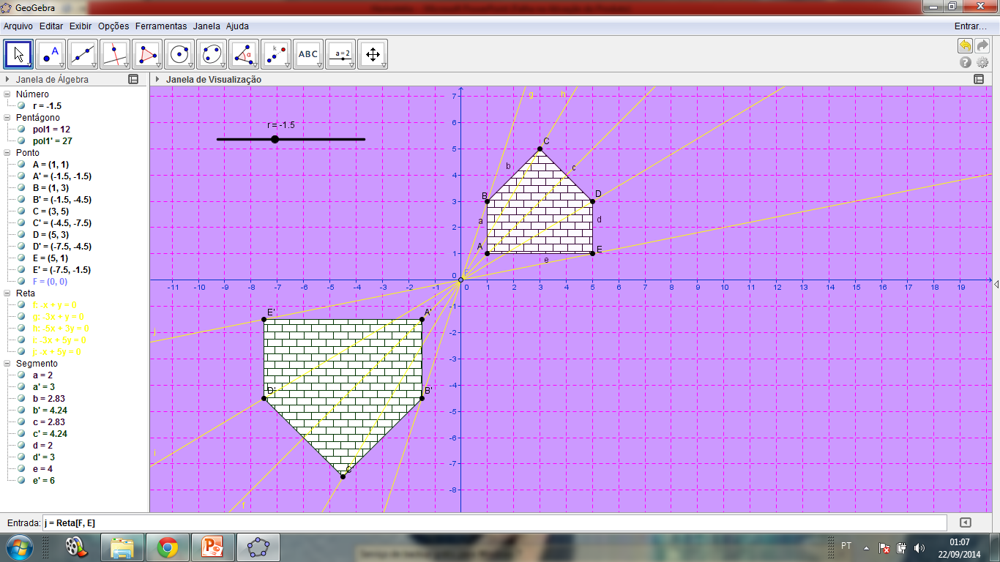 GeoGebra
Arquivo Editar Exibir Opções Ferramentas Janela Ajuda Entrar...
A α k ABC a = 2
Janela de Álgebra
Janela de Visualização
Número
r = -1.5
Pentágono
pol1 = 12
pol1' = 27
Ponto
A = (1, 1)
A' = (-1.5, -1.5)
B = (1, 3)
B' = (-1.5, -4.5)
C = (3, 5)
C' = (-4.5, -7.5)
D = (5, 3)
D' = (-7.5, -4.5)
E = (5, 1)
E' = (-7.5, -1.5)
F = (0, 0)
Reta
f: -x + y = 0
g: -3x + y = 0
h: -5x + 3y = 0
i: -3x + 5y = 0
j: -x + 5y = 0
Segmento
a = 2
a' = 3
b = 2.83
b' = 4.24
c = 2.83
c' = 4.24
d = 2
d' = 3
e = 4
e' = 6
g h
7
r = -1.5
6
C
5
b c
4
B D
3
a d
2
A E
1
e
0
-11 -10 -9 -8 -7 -6 -5 -4 -3 -2 -1 0 1 2 3 4 5 6 7 8 9 10 11 12 13 14 15 16 17 18 19
-1
E' A'
j
-2
-3
-4
D' B'
-5
-6
i
-7
C'
-8
f
Entrada: j = Reta[F, E]
PT
01:07
22/09/2014